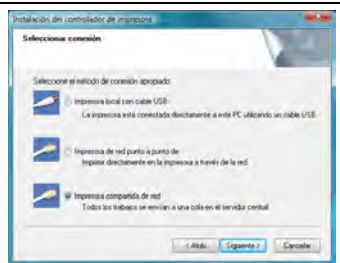 Instalación del controlador de impresora
Seleccionar conexión
Seleccione el método de conexión apropiado
Impresora local con cable USB
La impresora está conectada directamente a este PC utilizando un cable USB
Impresora de red punto a punto de
Imprimir directamente en la impresora a través de la red
Impresora compartida de red
Todos los trabajos se envían a una cola en el servidor central
< Atrás
Siguiente >
Cancelar